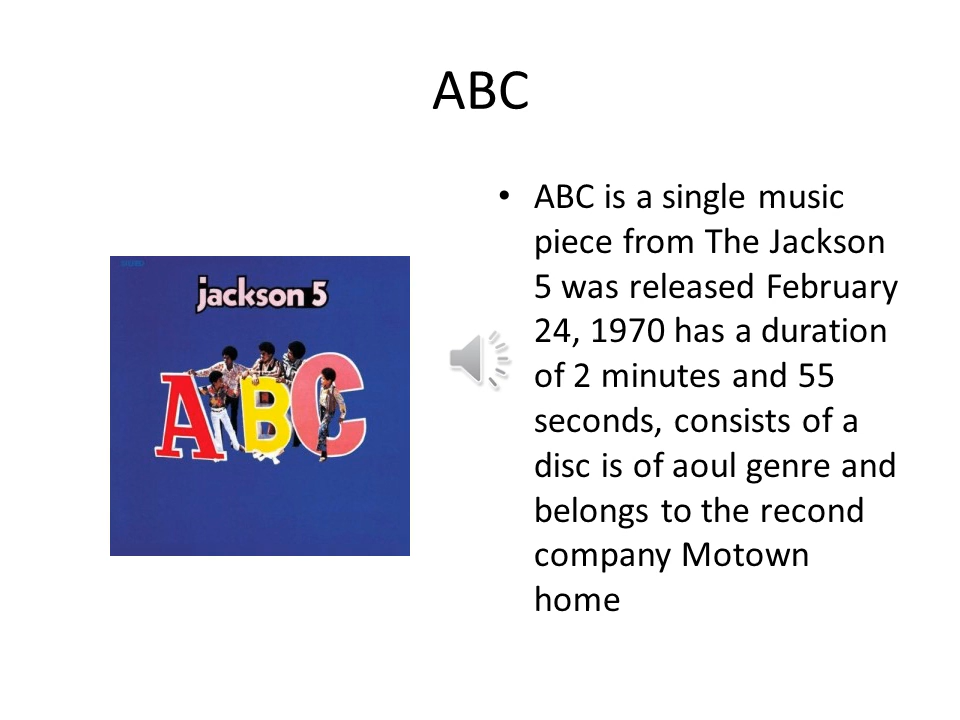 ABC
jackson 5
ABC
• ABC is a single music
piece from The Jackson
5 was released February
24, 1970 has a duration
of 2 minutes and 55
seconds, consists of a
disc is of aoul genre and
belongs to the recond
company Motown
home